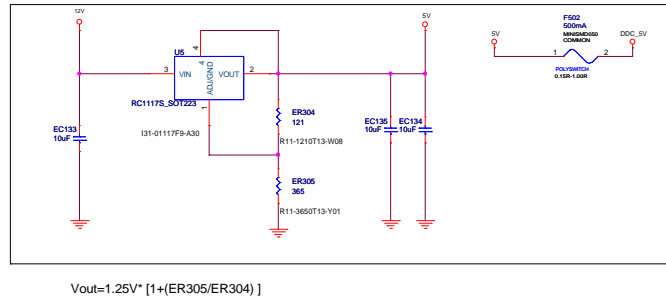 12V
5V
F502
500mA
MINISMD050
COMMON
5V
DDC_5V
1
2
POLYSWITCH
0.15R-1.00R
U5
4
4
3
VIN
ADJ/GND
VOUT
2
RC1117S_SOT223
1
I31-01117F9-A30
EC133
10uF
ER304
121
R11-1210T13-W08
EC135
10uF
EC134
10uF
ER305
365
R11-3650T13-Y01
Vout=1.25V* [1+(ER305/ER304) ]